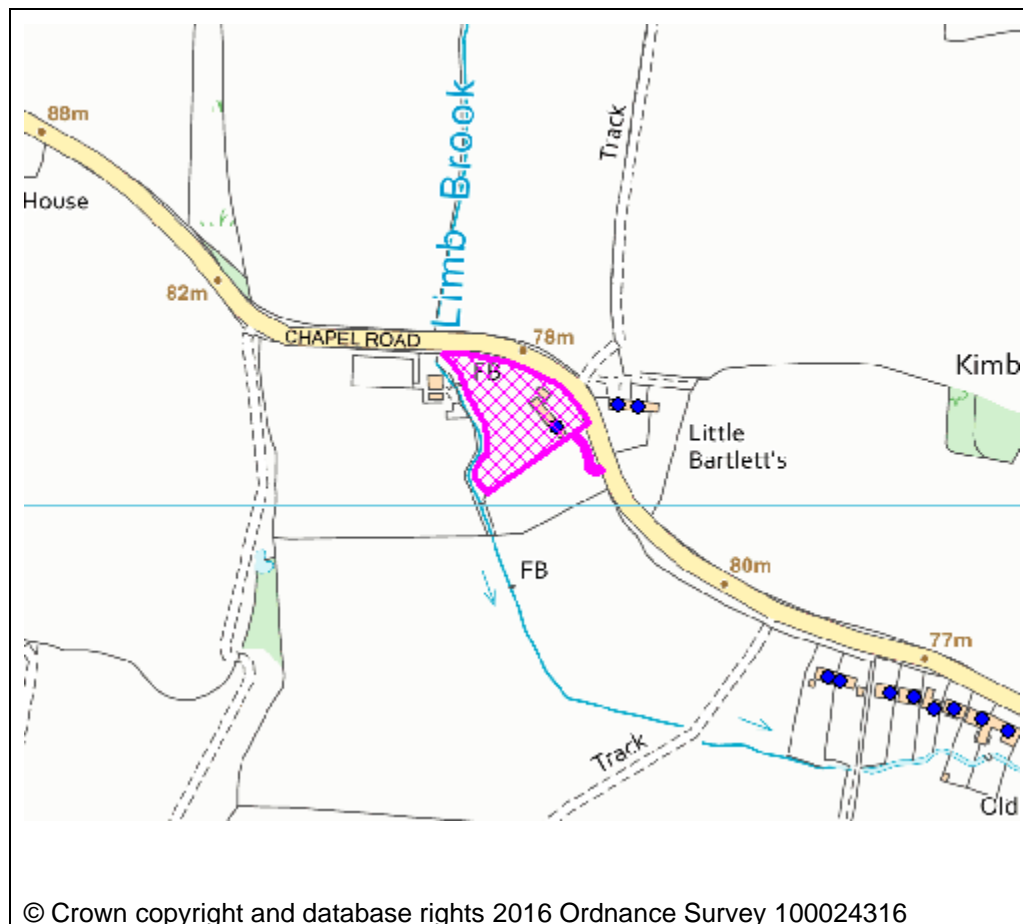 88m
Track
Limb Brook
House
82m
CHAPEL ROAD
78m
FB
Kimb
Little
Bartlett's
FB
80m
77m
Track
Old
© Crown copyright and database rights 2016 Ordnance Survey 100024316